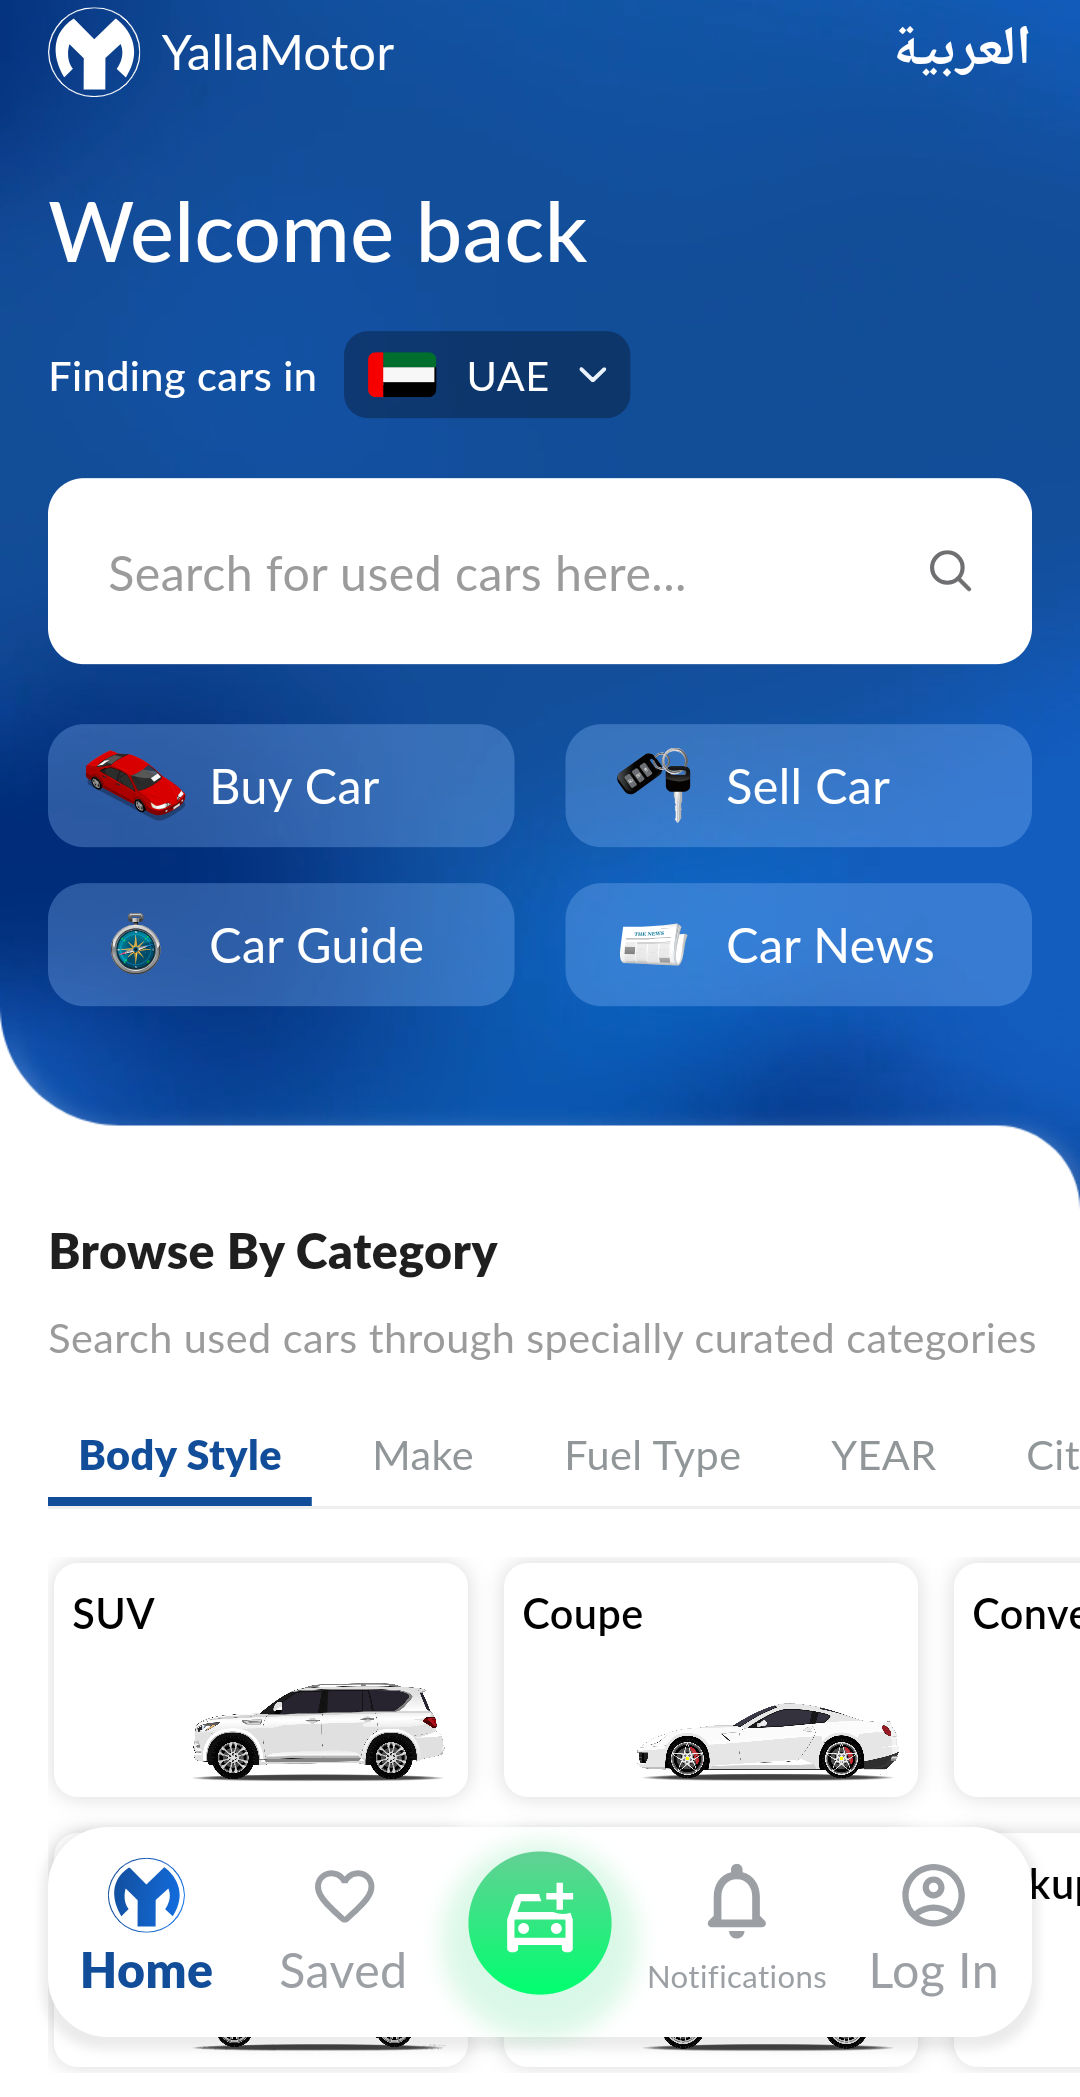 YallaMotor
العربية
Welcome back
Finding cars in
UAE
Search for used cars here...
Buy Car
Sell Car
Car Guide
THE NEWS
Car News
Browse By Category
Search used cars through specially curated categories
Body Style
Make
Fuel Type
YEAR
Cit
SUV
Coupe
Conve
kup
Home
Saved
Notifications
Log In